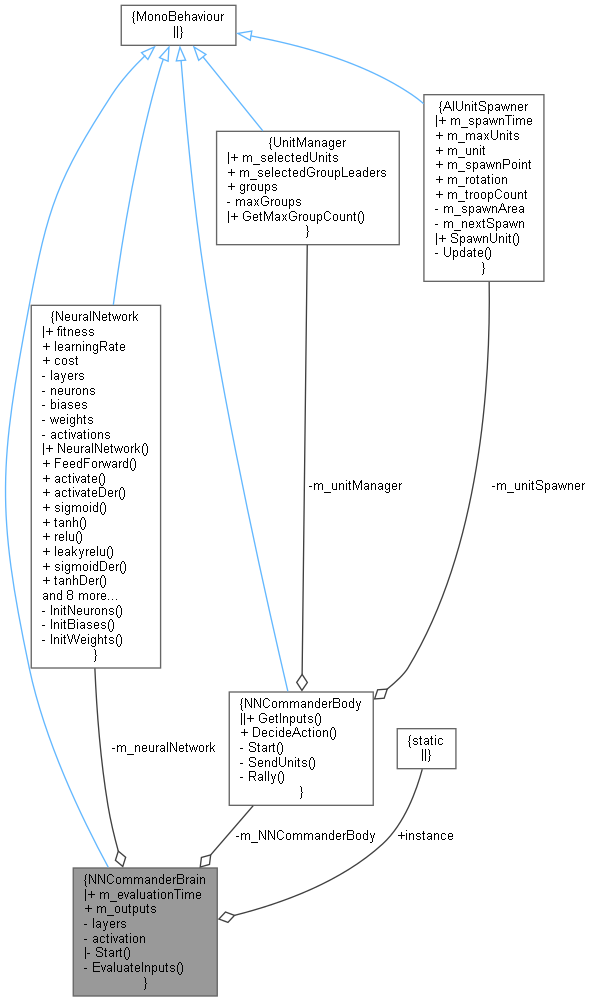 {MonoBehaviour
||}
{AIUnitSpawner
|+ m_spawnTime
+ m_maxUnits
+ m_unit
+ m_spawnPoint
+ m_rotation
+ m_troopCount
- m_spawnArea
- m_nextSpawn
|+ SpawnUnit()
- Update()
}
{UnitManager
|+ m_selectedUnits
+ m_selectedGroupLeaders
+ groups
- maxGroups
|+ GetMaxGroupCount()
}
{NeuralNetwork
|+ fitness
+ learningRate
+ cost
- layers
- neurons
- biases
- weights
- activations
|+ NeuralNetwork()
+ FeedForward()
+ activate()
+ activateDer()
+ sigmoid()
+ tanh()
+ relu()
+ leakyrelu()
+ sigmoidDer()
+ tanhDer()
and 8 more...
- InitNeurons()
- InitBiases()
- InitWeights()
}
-m_unitManager
-m_unitSpawner
{NNCommanderBody
||+ GetInputs()
+ DecideAction()
- Start()
- SendUnits()
- Rally()
}
{static
||}
-m_neuralNetwork
-m_NNCommanderBody
+instance
{NNCommanderBrain
|+ m_evaluationTime
+ m_outputs
- layers
- activation
|- Start()
- EvaluateInputs()
}